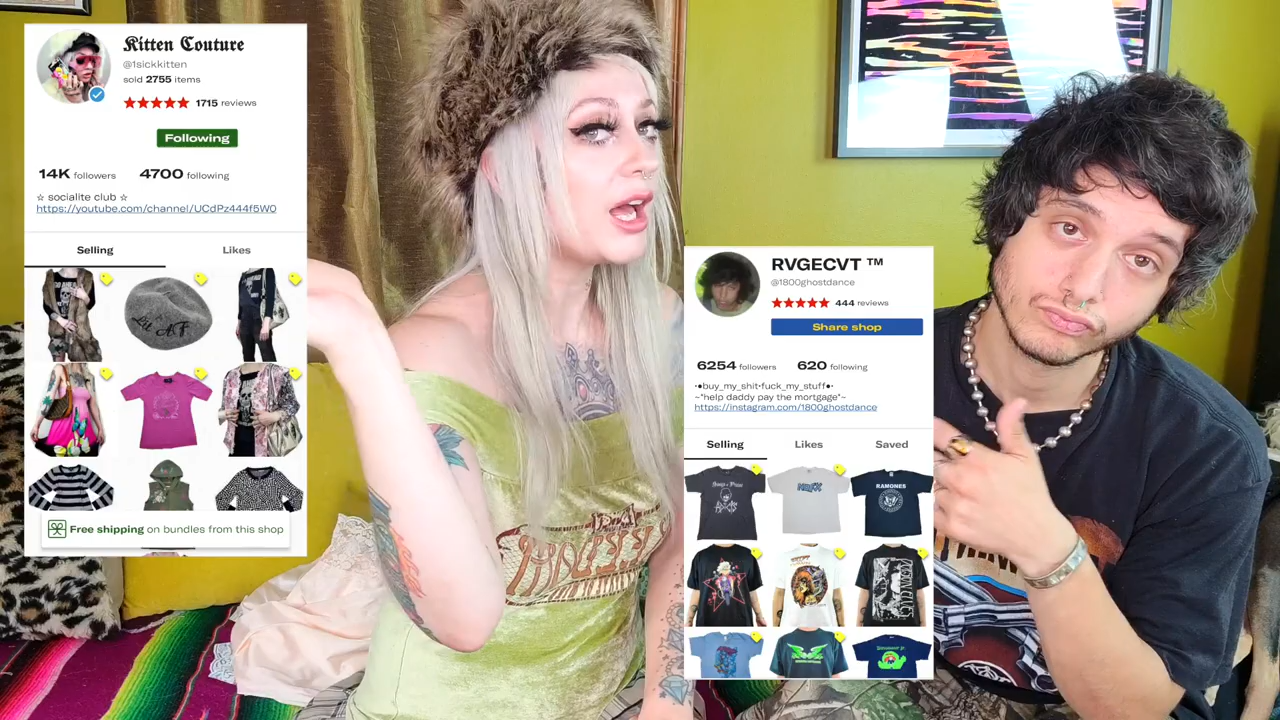 Kitten Couture
@1sickkitten
sold 2755 items
1715 reviews
Following
14K followers 4700 following
☆ socialite club ☆
https://youtube.com/channel/UCdPz444f5W0
Selling Likes
Lit AF
Free shipping on bundles from this shop
RVGECVT ™
@1800ghostdance
444 reviews
Share shop
6254 followers 620 following
·●buy_my_shit·fuck_my_stuff●·
~"help daddy pay the mortgage"~
https://instagram.com/1800ghostdance
Selling Likes Saved
RAMONES